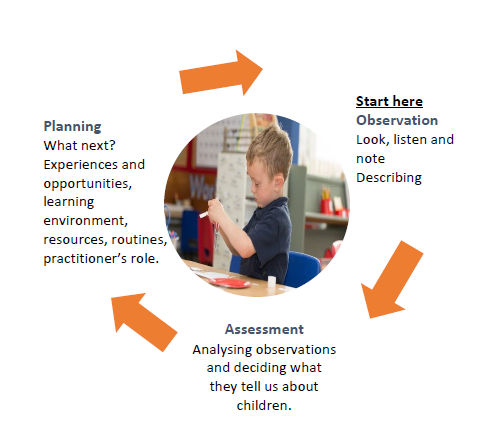 Start here
Observation
Look, listen and
note
Describing
Assessment
Analysing observations
and deciding what
they tell us about
children.
Planning
What next?
Experiences and
opportunities,
learning
environment,
resources, routines,
practitioner's role.